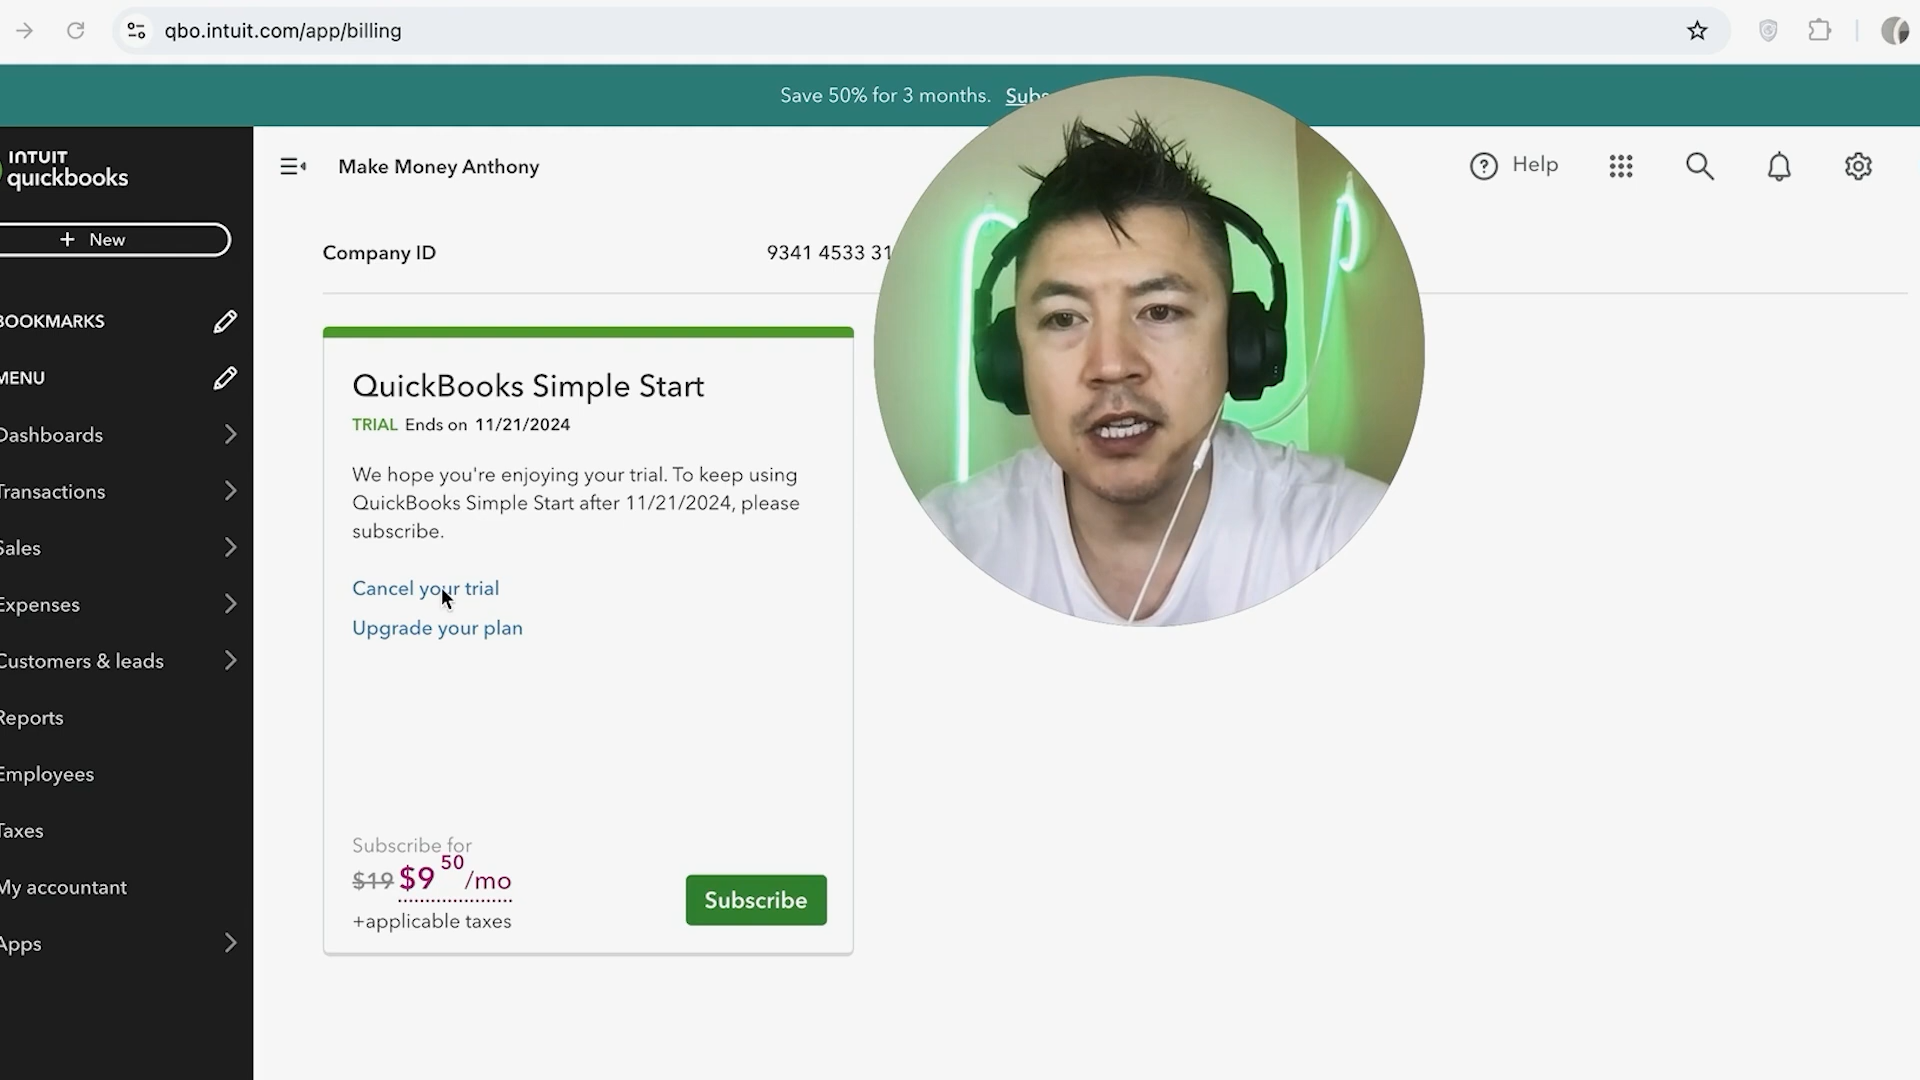 qbo.intuit.com/app/billing
Save 50% for 3 months.
INTUIT
quickbooks
Make Money Anthony
Help
+ New
Company ID 9341 4533 31
BOOKMARKS
MENU
Dashboards
Transactions
Sales
Expenses
Customers & leads
Reports
Employees
Taxes
My accountant
Apps
QuickBooks Simple Start
TRIAL Ends on 11/21/2024
We hope you're enjoying your trial. To keep using
QuickBooks Simple Start after 11/21/2024, please
subscribe.
Cancel your trial
Upgrade your plan
Subscribe for
$19 $9 50/mo
+applicable taxes
Subscribe